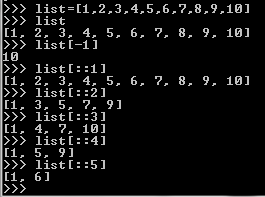 >>> list=[1,2,3,4,5,6,7,8,9,10]
>>> list
[1, 2, 3, 4, 5, 6, 7, 8, 9, 10]
>>> list[-1]
10
>>> list[::1]
[1, 2, 3, 4, 5, 6, 7, 8, 9, 10]
>>> list[::2]
[1, 3, 5, 7, 9]
>>> list[::3]
[1, 4, 7, 10]
>>> list[::4]
[1, 5, 9]
>>> list[::5]
[1, 6]
>>>